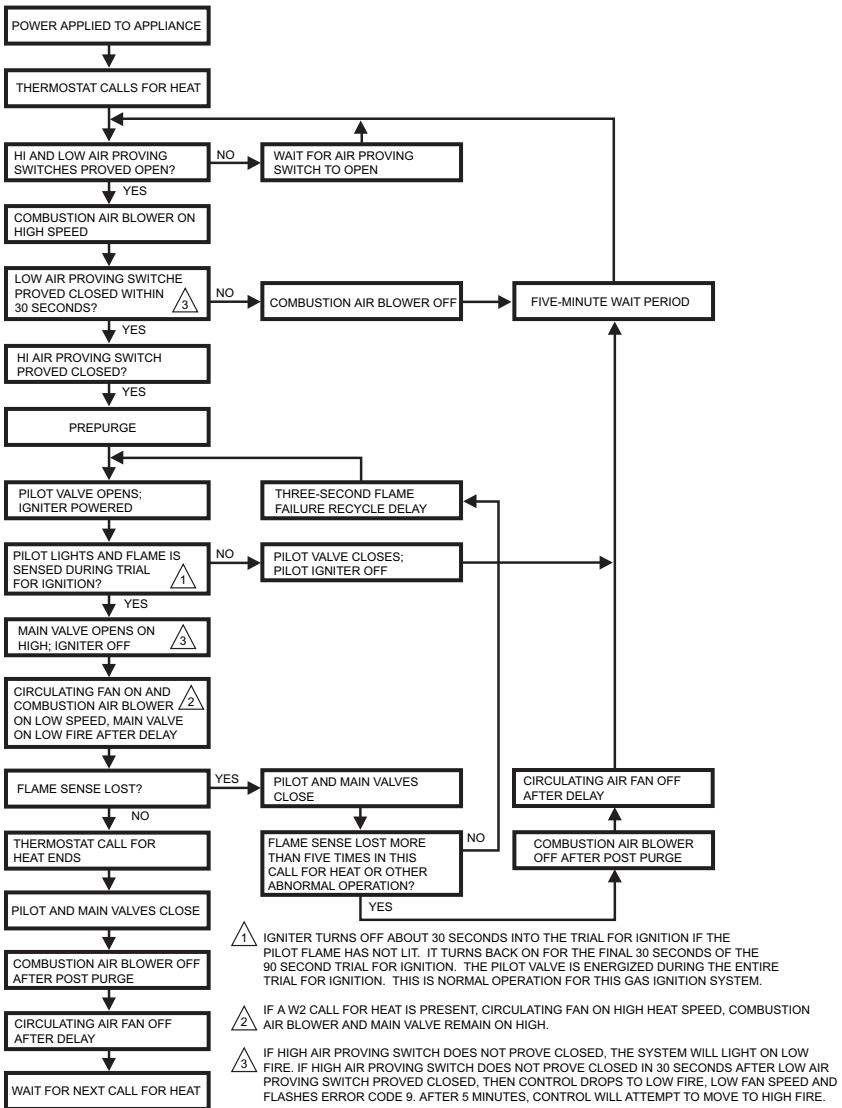 POWER APPLIED TO APPLIANCE
THERMOSTAT CALLS FOR HEAT
HI AND LOW AIR PROVING
SWITCHES PROVED OPEN?
NO
WAIT FOR AIR PROVING
SWITCH TO OPEN
YES
COMBUSTION AIR BLOWER ON
HIGH SPEED
LOW AIR PROVING SWITCHE
PROVED CLOSED WITHIN
30 SECONDS?
3
NO
COMBUSTION AIR BLOWER OFF
FIVE-MINUTE WAIT PERIOD
YES
HI AIR PROVING SWITCH
PROVED CLOSED?
YES
PREPURGE
PILOT VALVE OPENS;
IGNITER POWERED
THREE-SECOND FLAME
FAILURE RECYCLE DELAY
PILOT LIGHTS AND FLAME IS
SENSED DURING TRIAL
FOR IGNITION?
1
NO
PILOT VALVE CLOSES;
PILOT IGNITER OFF
YES
MAIN VALVE OPENS ON
HIGH; IGNITER OFF
3
CIRCULATING FAN ON AND
COMBUSTION AIR BLOWER
ON LOW SPEED, MAIN VALVE
ON LOW FIRE AFTER DELAY
2
FLAME SENSE LOST?
YES
PILOT AND MAIN VALVES
CLOSE
CIRCULATING AIR FAN OFF
AFTER DELAY
NO
THERMOSTAT CALL FOR
HEAT ENDS
FLAME SENSE LOST MORE
THAN FIVE TIMES IN THIS
CALL FOR HEAT OR OTHER
ABNORMAL OPERATION?
NO
COMBUSTION AIR BLOWER
OFF AFTER POST PURGE
YES
PILOT AND MAIN VALVES CLOSE
COMBUSTION AIR BLOWER OFF
AFTER POST PURGE
CIRCULATING AIR FAN OFF
AFTER DELAY
WAIT FOR NEXT CALL FOR HEAT
1 IGNITER TURNS OFF ABOUT 30 SECONDS INTO THE TRIAL FOR IGNITION IF THE
PILOT FLAME HAS NOT LIT. IT TURNS BACK ON FOR THE FINAL 30 SECONDS OF THE
90 SECOND TRIAL FOR IGNITION. THE PILOT VALVE IS ENERGIZED DURING THE ENTIRE
TRIAL FOR IGNITION. THIS IS NORMAL OPERATION FOR THIS GAS IGNITION SYSTEM.
2 IF A W2 CALL FOR HEAT IS PRESENT, CIRCULATING FAN ON HIGH HEAT SPEED, COMBUSTION
AIR BLOWER AND MAIN VALVE REMAIN ON HIGH.
3 IF HIGH AIR PROVING SWITCH DOES NOT PROVE CLOSED, THE SYSTEM WILL LIGHT ON LOW
FIRE. IF HIGH AIR PROVING SWITCH DOES NOT PROVE CLOSED IN 30 SECONDS AFTER LOW AIR
PROVING SWITCH PROVED CLOSED, THEN CONTROL DROPS TO LOW FIRE, LOW FAN SPEED AND
FLASHES ERROR CODE 9. AFTER 5 MINUTES, CONTROL WILL ATTEMPT TO MOVE TO HIGH FIRE.